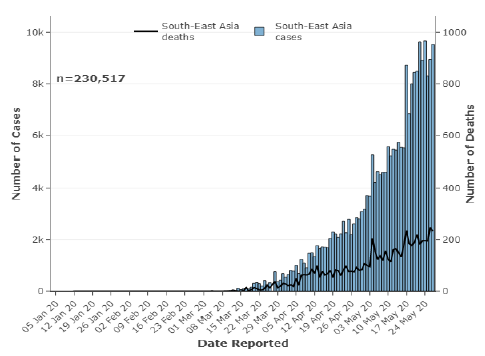 South-East Asia deaths
South-East Asia cases
n=230,517
Number of Cases
10k
8k
6k
4k
2k
0
Number of Deaths
1000
800
600
400
200
0
05 Jan 20
12 Jan 20
19 Jan 20
26 Jan 20
02 Feb 20
09 Feb 20
16 Feb 20
23 Feb 20
01 Mar 20
08 Mar 20
15 Mar 20
22 Mar 20
29 Mar 20
05 Apr 20
12 Apr 20
19 Apr 20
26 Apr 20
03 May 20
10 May 20
17 May 20
24 May 20
Date Reported